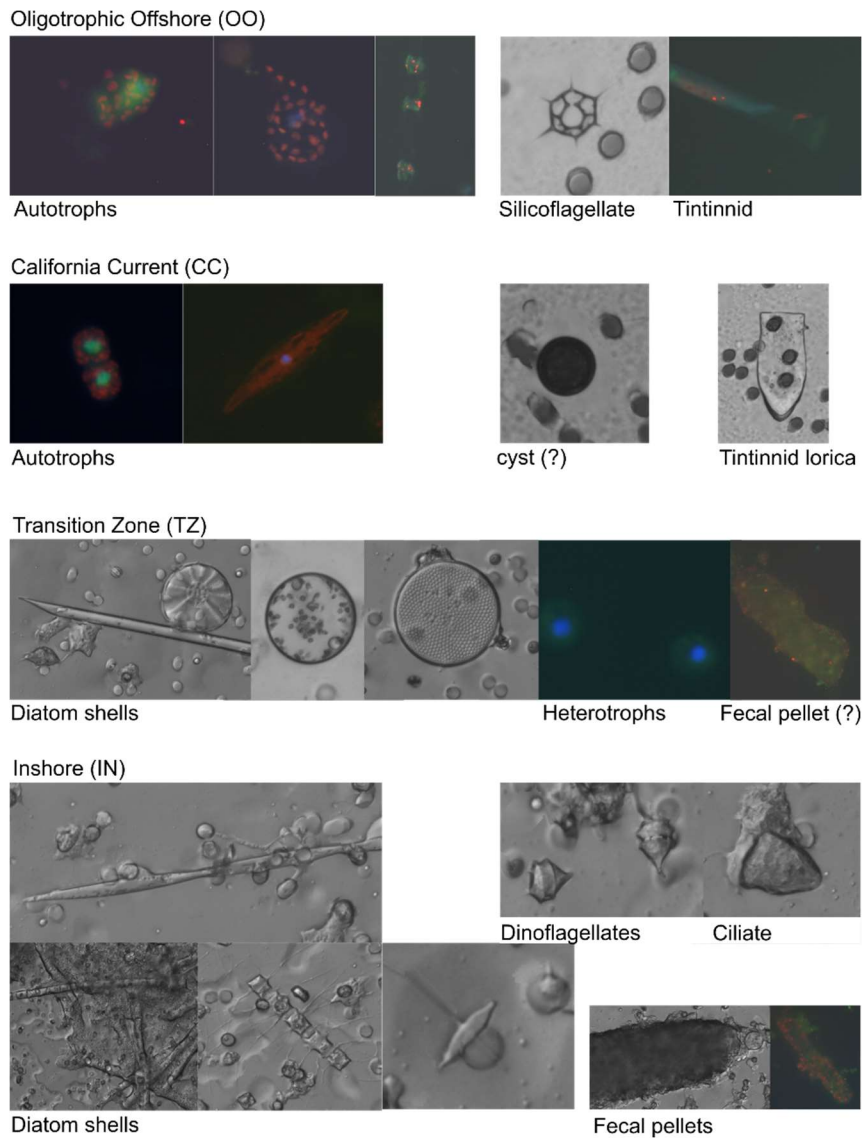 Oligotrophic Offshore (OO)
Autotrophs
Silicoflagellate
Tintinnid
California Current (CC)
Autotrophs
cyst (?)
Tintinnid lorica
Transition Zone (TZ)
Diatom shells
Heterotrophs
Fecal pellet (?)
Inshore (IN)
Dinoflagellates
Ciliate
Diatom shells
Fecal pellets